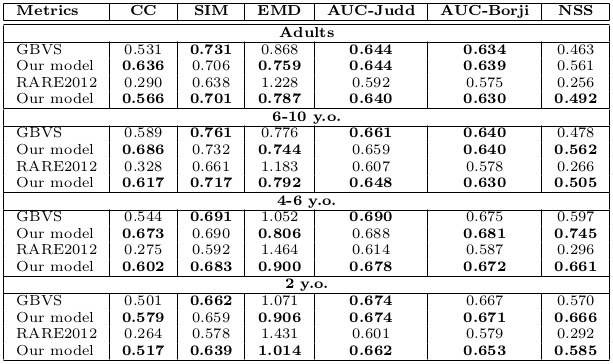 Metrics CC SIM EMD AUC-Judd AUC-Borji NSS
Adults
GBVS 0.531 0.731 0.868 0.644 0.634 0.463
Our model 0.636 0.706 0.759 0.644 0.639 0.561
RARE2012 0.290 0.638 1.228 0.592 0.575 0.256
Our model 0.566 0.701 0.787 0.640 0.630 0.492
6-10 y.o.
GBVS 0.589 0.761 0.776 0.661 0.640 0.478
Our model 0.686 0.732 0.744 0.659 0.640 0.562
RARE2012 0.328 0.661 1.183 0.607 0.578 0.266
Our model 0.617 0.717 0.792 0.648 0.630 0.505
4-6 y.o.
GBVS 0.544 0.691 1.052 0.690 0.675 0.597
Our model 0.673 0.690 0.806 0.688 0.681 0.745
RARE2012 0.275 0.592 1.464 0.614 0.587 0.296
Our model 0.602 0.683 0.900 0.678 0.672 0.661
2 y.o.
GBVS 0.501 0.662 1.071 0.674 0.667 0.570
Our model 0.579 0.659 0.906 0.674 0.671 0.666
RARE2012 0.264 0.578 1.431 0.601 0.579 0.292
Our model 0.517 0.639 1.014 0.662 0.653 0.585